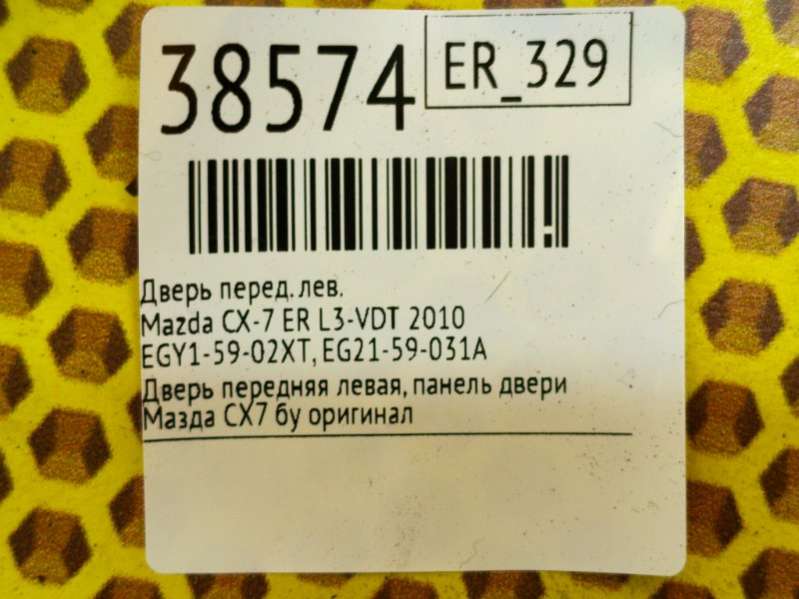 38574
ER_329
Дверь перед. лев.
Mazda CX-7 ER L3-VDT 2010
EGY1-59-02XT, EG21-59-031A
Дверь передняя левая, панель двери
Мазда СХ7 бу оригинал